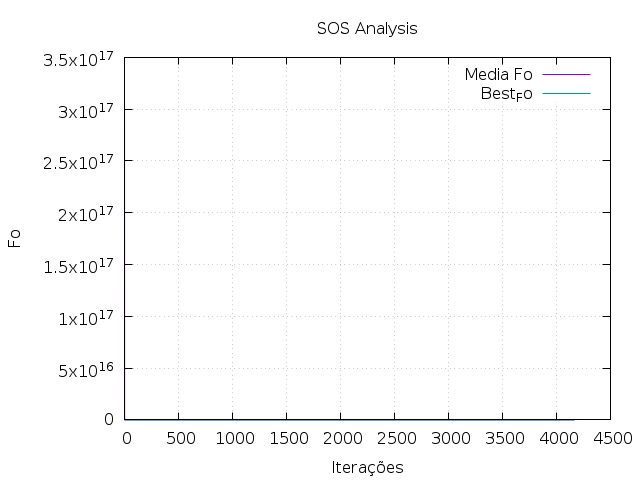 SOS Analysis
3.5x10^17
3x10^17
2.5x10^17
2x10^17
1.5x10^17
1x10^17
5x10^16
0
Fo
Media Fo
Best_Fo
0 500 1000 1500 2000 2500 3000 3500 4000 4500
Iterações